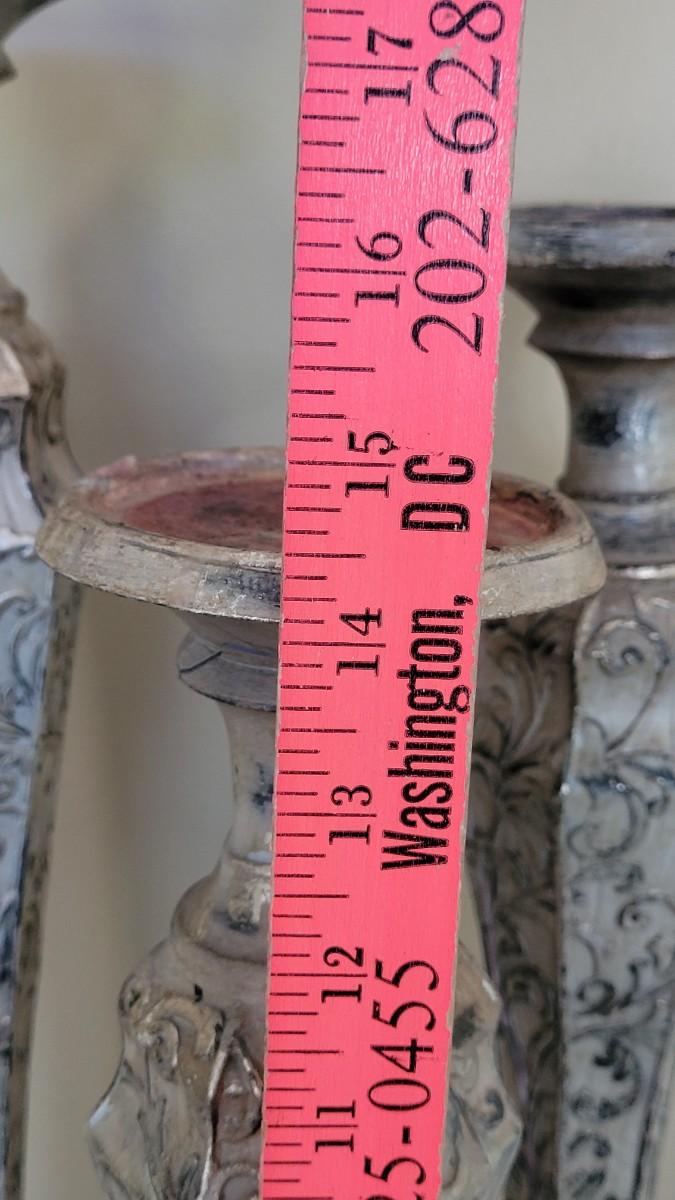 11 12 13 14 15 16 17
25-0455 Washington, DC 202-628